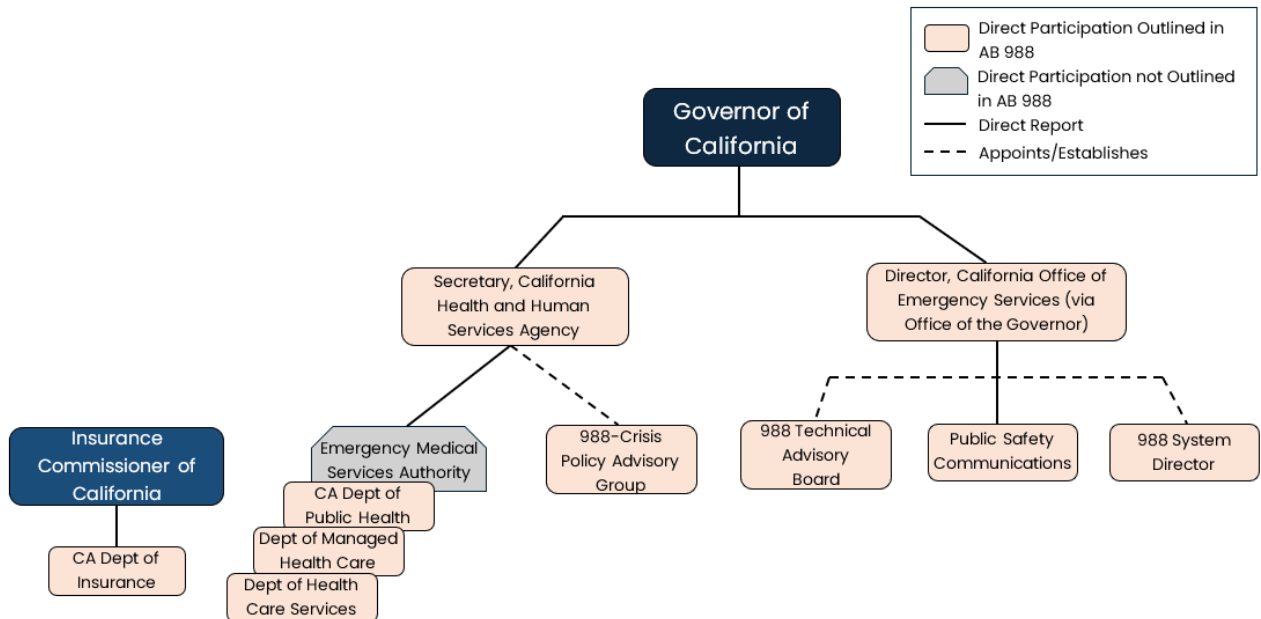 Direct Participation Outlined in
AB 988
Direct Participation not Outlined
in AB 988
Direct Report
Appoints/Establishes
Governor of
California
Secretary, California
Health and Human
Services Agency
Director, California Office of
Emergency Services (via
Office of the Governor)
Insurance
Commissioner of
California
CA Dept of
Insurance
Emergency Medical
Services Authority
CA Dept of
Public Health
Dept of Managed
Health Care
Dept of Health
Care Services
988-Crisis
Policy Advisory
Group
988 Technical
Advisory
Board
Public Safety
Communications
988 System
Director